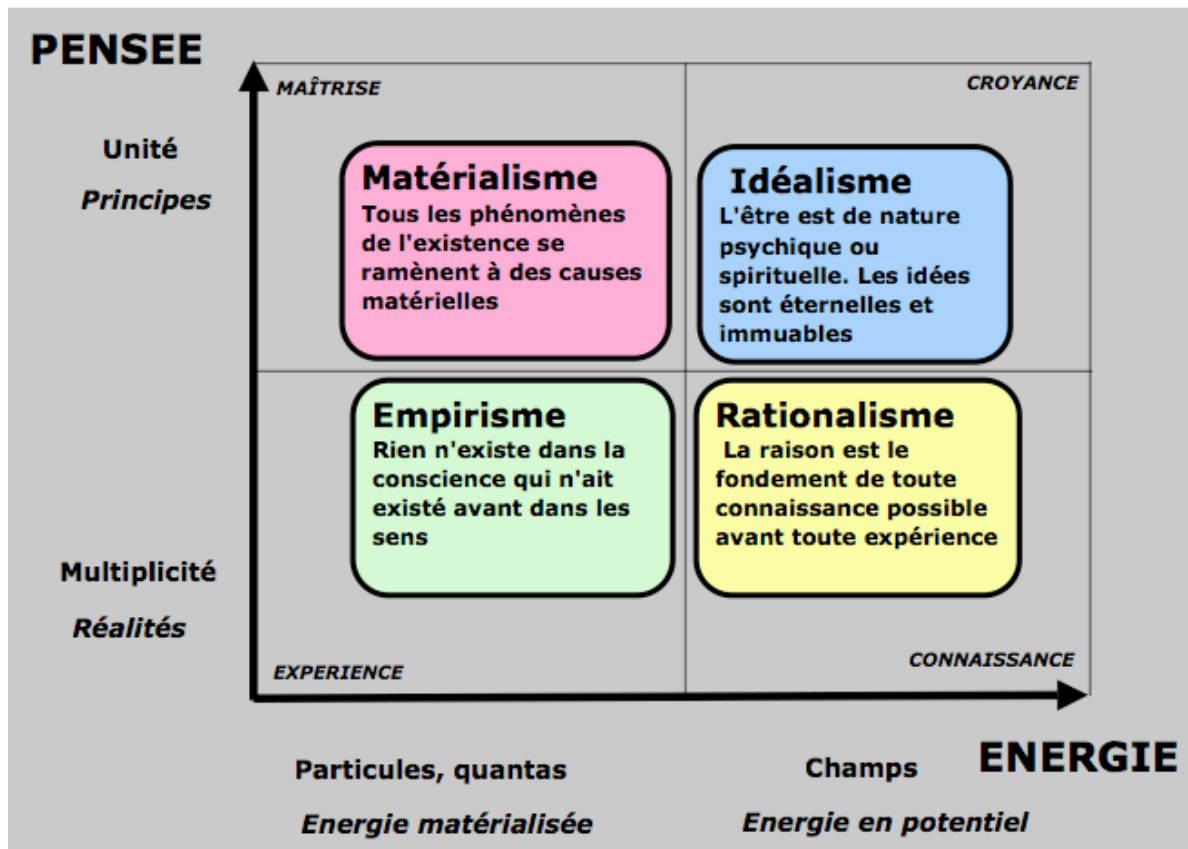 PENSEE
MAÎTRISE
CROYANCE
Unité
Principes
Matérialisme
Tous les phénomènes
de l'existence se
ramènent à des causes
matérielles
Idéalisme
L'être est de nature
psychique ou
spirituelle. Les idées
sont éternelles et
immuables
Empirisme
Rien n'existe dans la
conscience qui n'ait
existé avant dans les
sens
Rationalisme
La raison est le
fondement de toute
connaissance possible
avant toute expérience
Multiplicité
Réalités
EXPERIENCE
CONNAISSANCE
ENERGIE
Particules, quantas
Energie matérialisée
Champs
Energie en potentiel